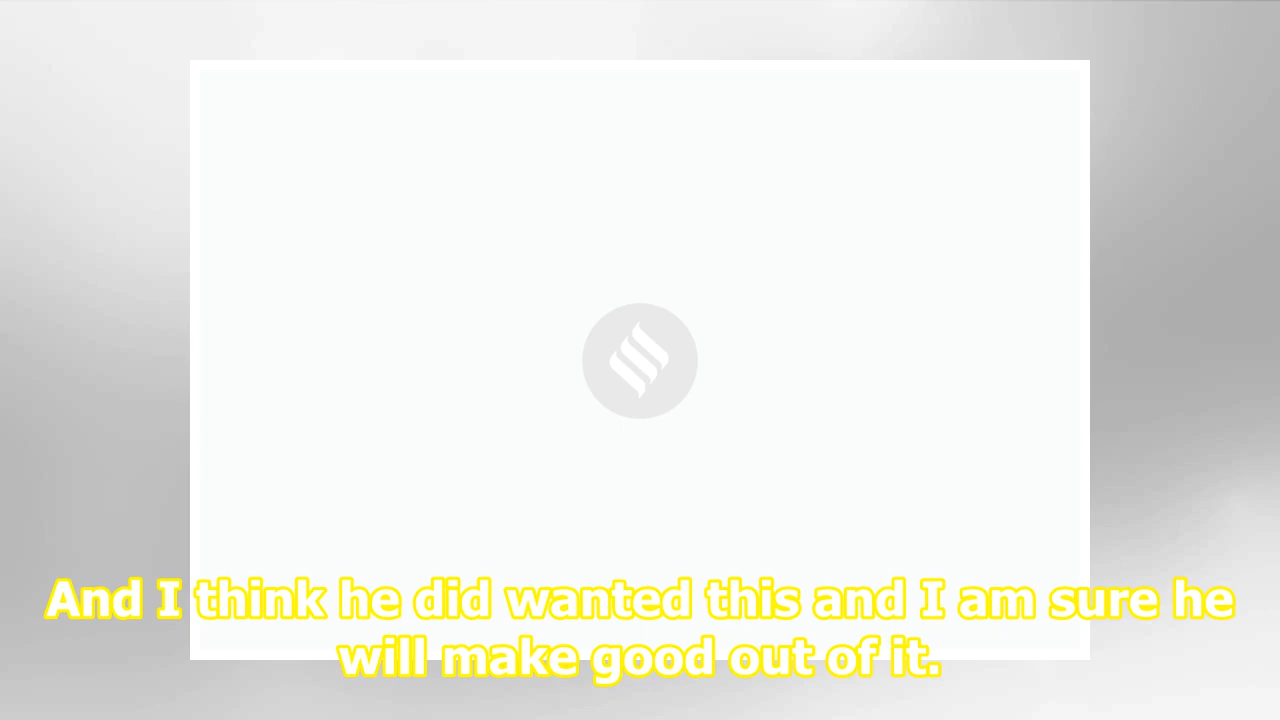 And I think he did wanted this and I am sure he
will make good out of it.